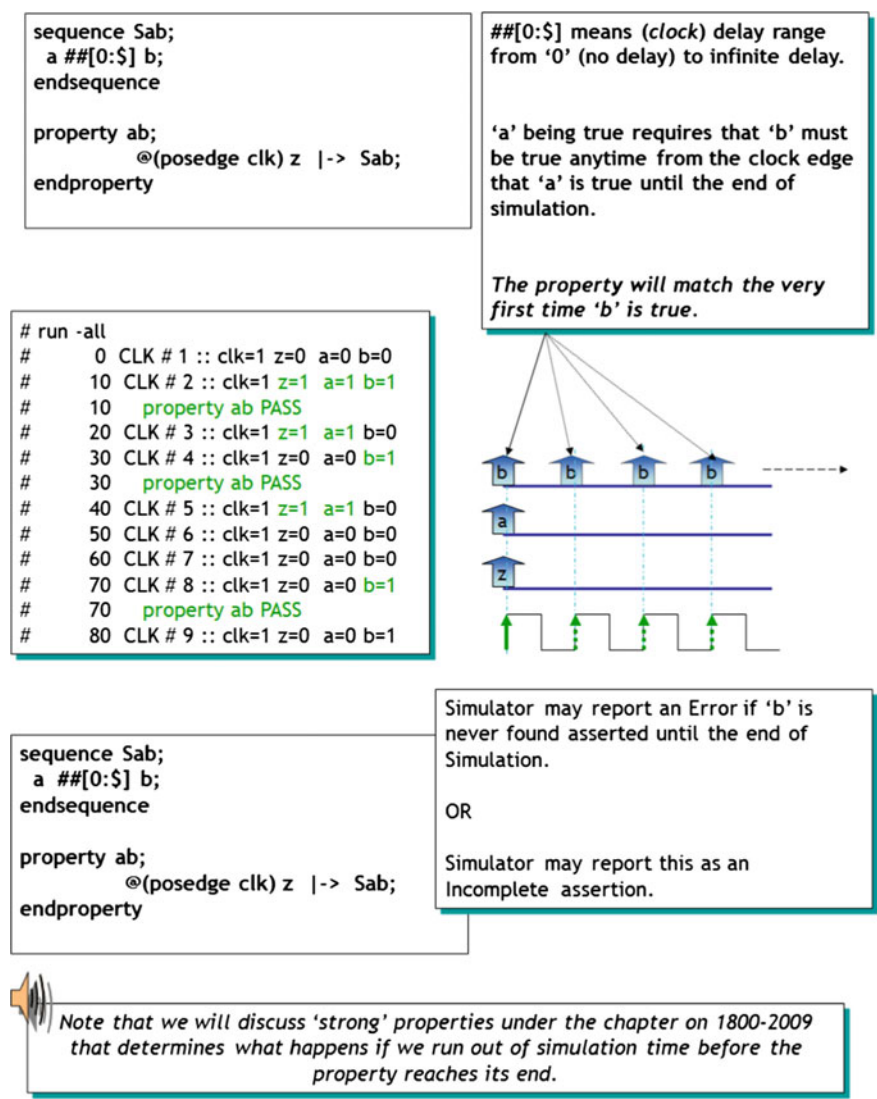 sequence Sab;
a ##[0:$] b;
endsequence
property ab;
@(posedge clk) z |-> Sab;
endproperty
##[0:$] means (clock) delay range
from ‘0’ (no delay) to infinite delay.
‘a’ being true requires that ‘b’ must
be true anytime from the clock edge
that ‘a’ is true until the end of
simulation.
The property will match the very
first time ‘b’ is true.
# run -all
# 0 CLK # 1 :: clk=1 z=0 a=0 b=0
# 10 CLK # 2 :: clk=1 z=1 a=1 b=1
# 10 property ab PASS
# 20 CLK # 3 :: clk=1 z=1 a=1 b=0
# 30 CLK # 4 :: clk=1 z=0 a=0 b=1
# 30 property ab PASS
# 40 CLK # 5 :: clk=1 z=1 a=1 b=0
# 50 CLK # 6 :: clk=1 z=0 a=0 b=0
# 60 CLK # 7 :: clk=1 z=0 a=0 b=0
# 70 CLK # 8 :: clk=1 z=0 a=0 b=1
# 70 property ab PASS
# 80 CLK # 9 :: clk=1 z=0 a=0 b=1
b b b b
a
z
sequence Sab;
a ##[0:$] b;
endsequence
property ab;
@(posedge clk) z |-> Sab;
endproperty
Simulator may report an Error if ‘b’ is
never found asserted until the end of
Simulation.
OR
Simulator may report this as an
Incomplete assertion.
Note that we will discuss ‘strong’ properties under the chapter on 1800-2009
that determines what happens if we run out of simulation time before the
property reaches its end.